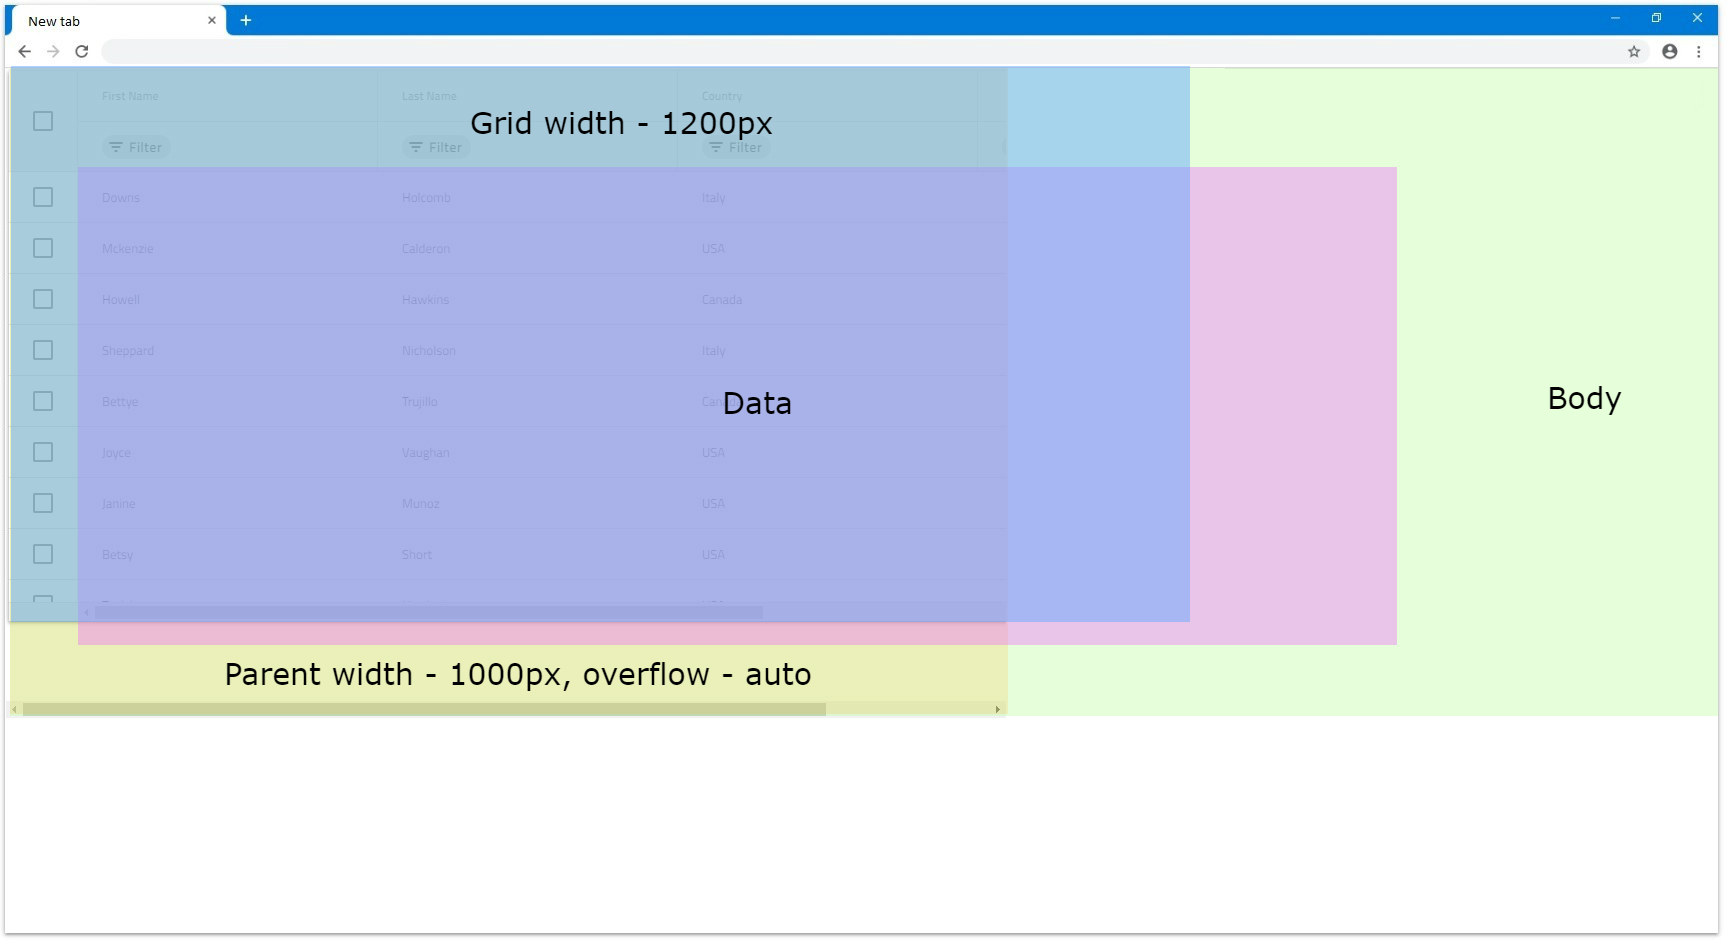 New tab
First Name Last Name Country
Grid width - 1200px
Filter Filter Filter
Downs Holcomb Italy
Mckenzie Calderon USA
Howell Hawkins Canada
Sheppard Nicholson Italy
Bettye Trujillo
Data
Body
Joyce Vaughan USA
Janine Munoz USA
Betsy Short USA
Parent width - 1000px, overflow - auto